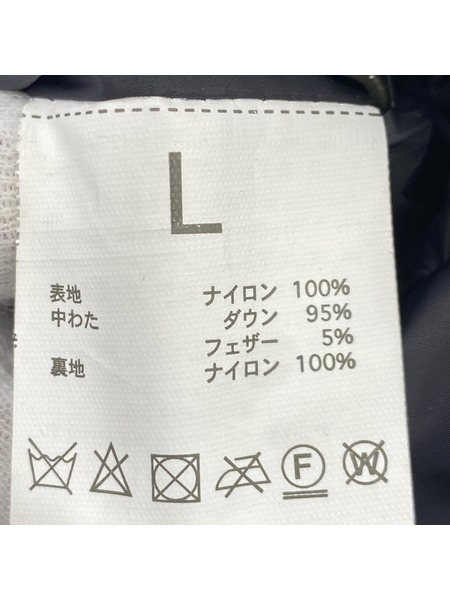 L
表地 ナイロン 100%
中わた ダウン 95%
フェザー 5%
裏地 ナイロン 100%
F W